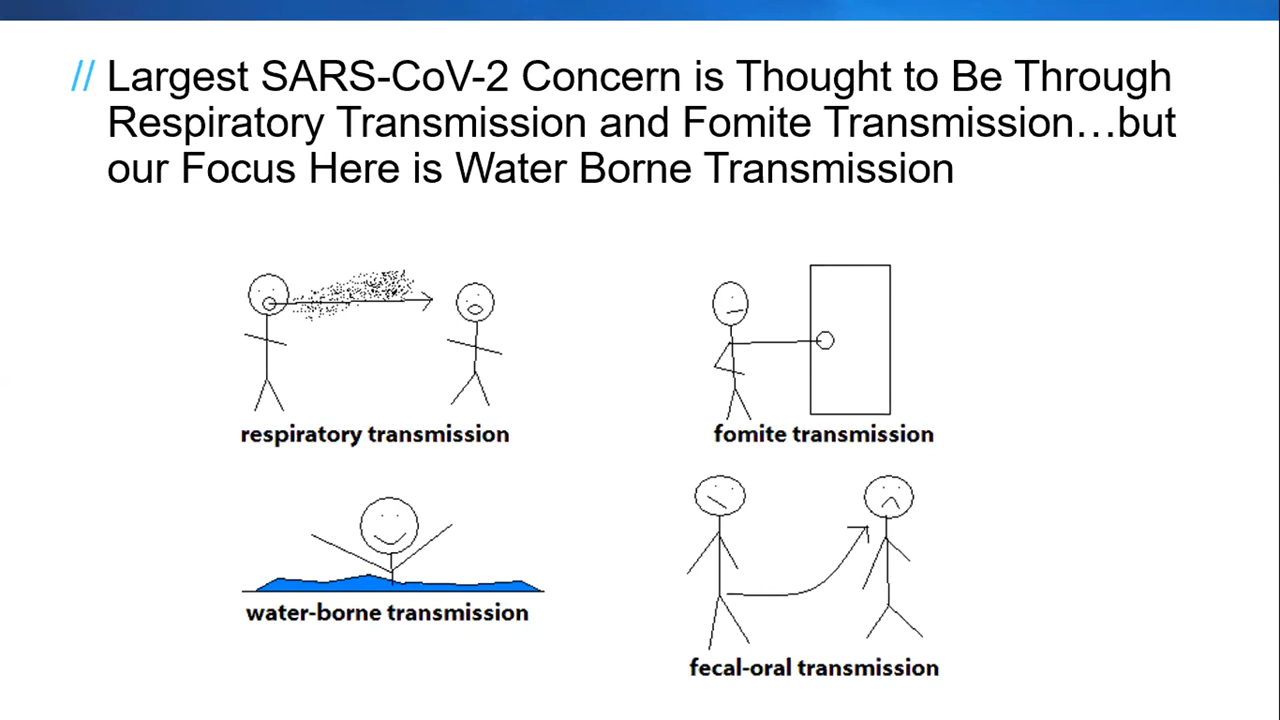 // Largest SARS-CoV-2 Concern is Thought to Be Through
Respiratory Transmission and Fomite Transmission…but
our Focus Here is Water Borne Transmission
respiratory transmission
fomite transmission
water-borne transmission
fecal-oral transmission